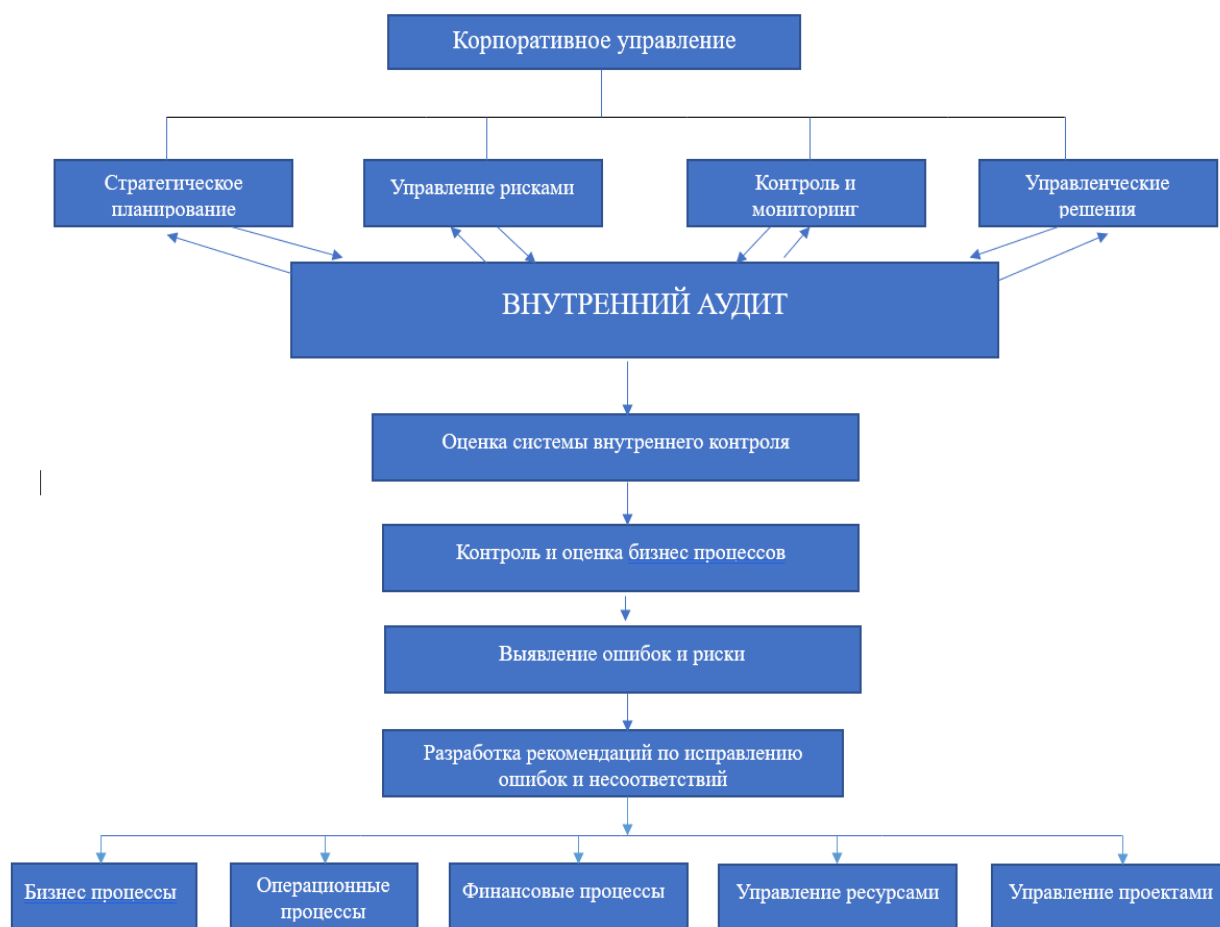 Корпоративное управление
Стратегическое
планирование
Управление рисками
Контроль и
мониторинг
Управленческие
решения
ВНУТРЕННИЙ АУДИТ
Оценка системы внутреннего контроля
Контроль и оценка бизнес процессов
Выявление ошибок и риски
Разработка рекомендаций по исправлению
ошибок и несоответствий
Бизнес процессы
Операционные
процессы
Финансовые процессы
Управление ресурсами
Управление проектами